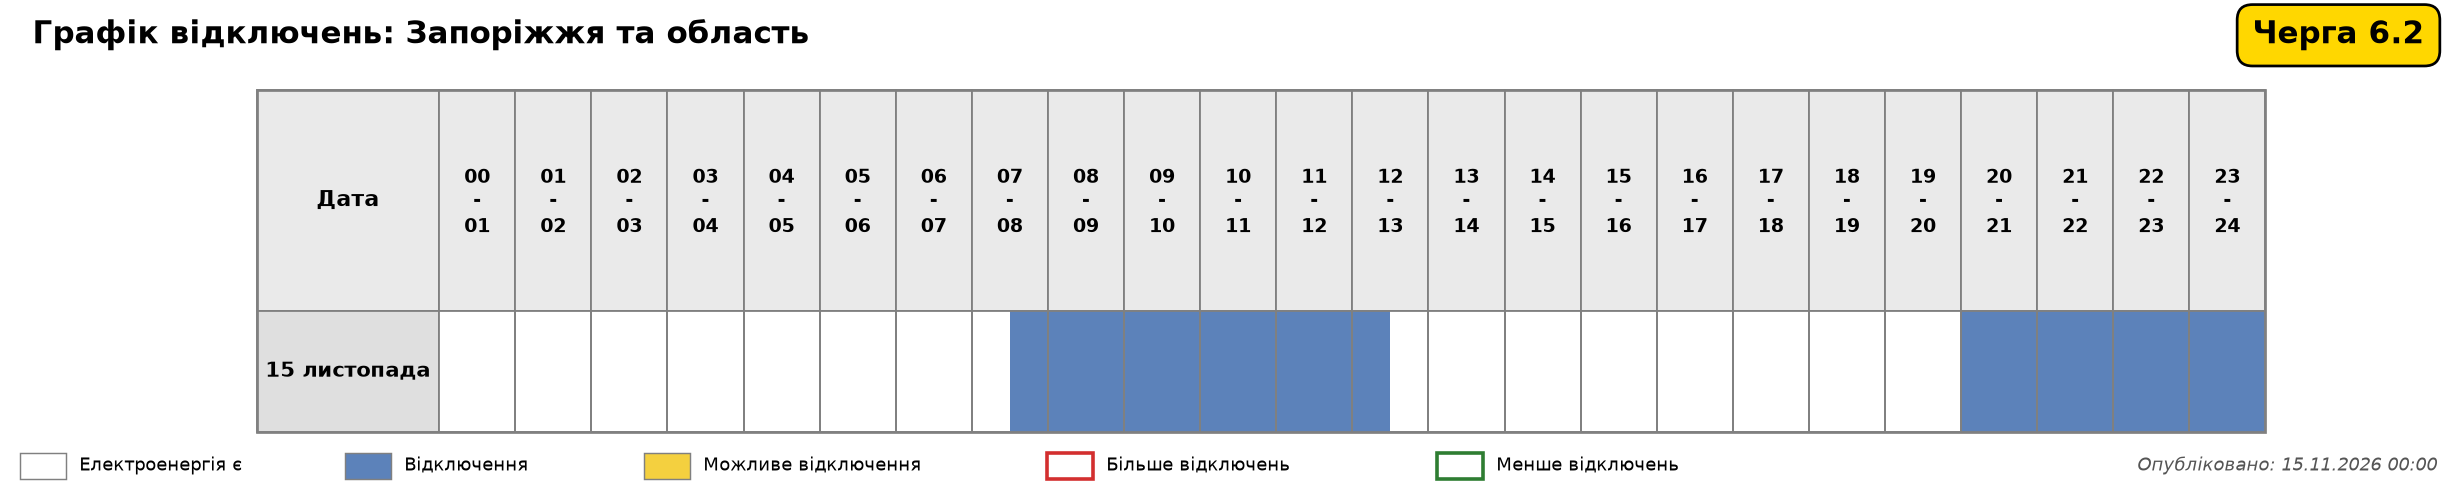 Графік відключень: Запоріжжя та область
Черга 6.2
Дата 00 - 01 01 - 02 02 - 03 03 - 04 04 - 05 05 - 06 06 - 07 07 - 08 08 - 09 09 - 10 10 - 11 11 - 12 12 - 13 13 - 14 14 - 15 15 - 16 16 - 17 17 - 18 18 - 19 19 - 20 20 - 21 21 - 22 22 - 23 23 - 24
15 листопада
Електроенергія є Відключення Можливе відключення Більше відключень Менше відключень
Опубліковано: 15.11.2026 00:00